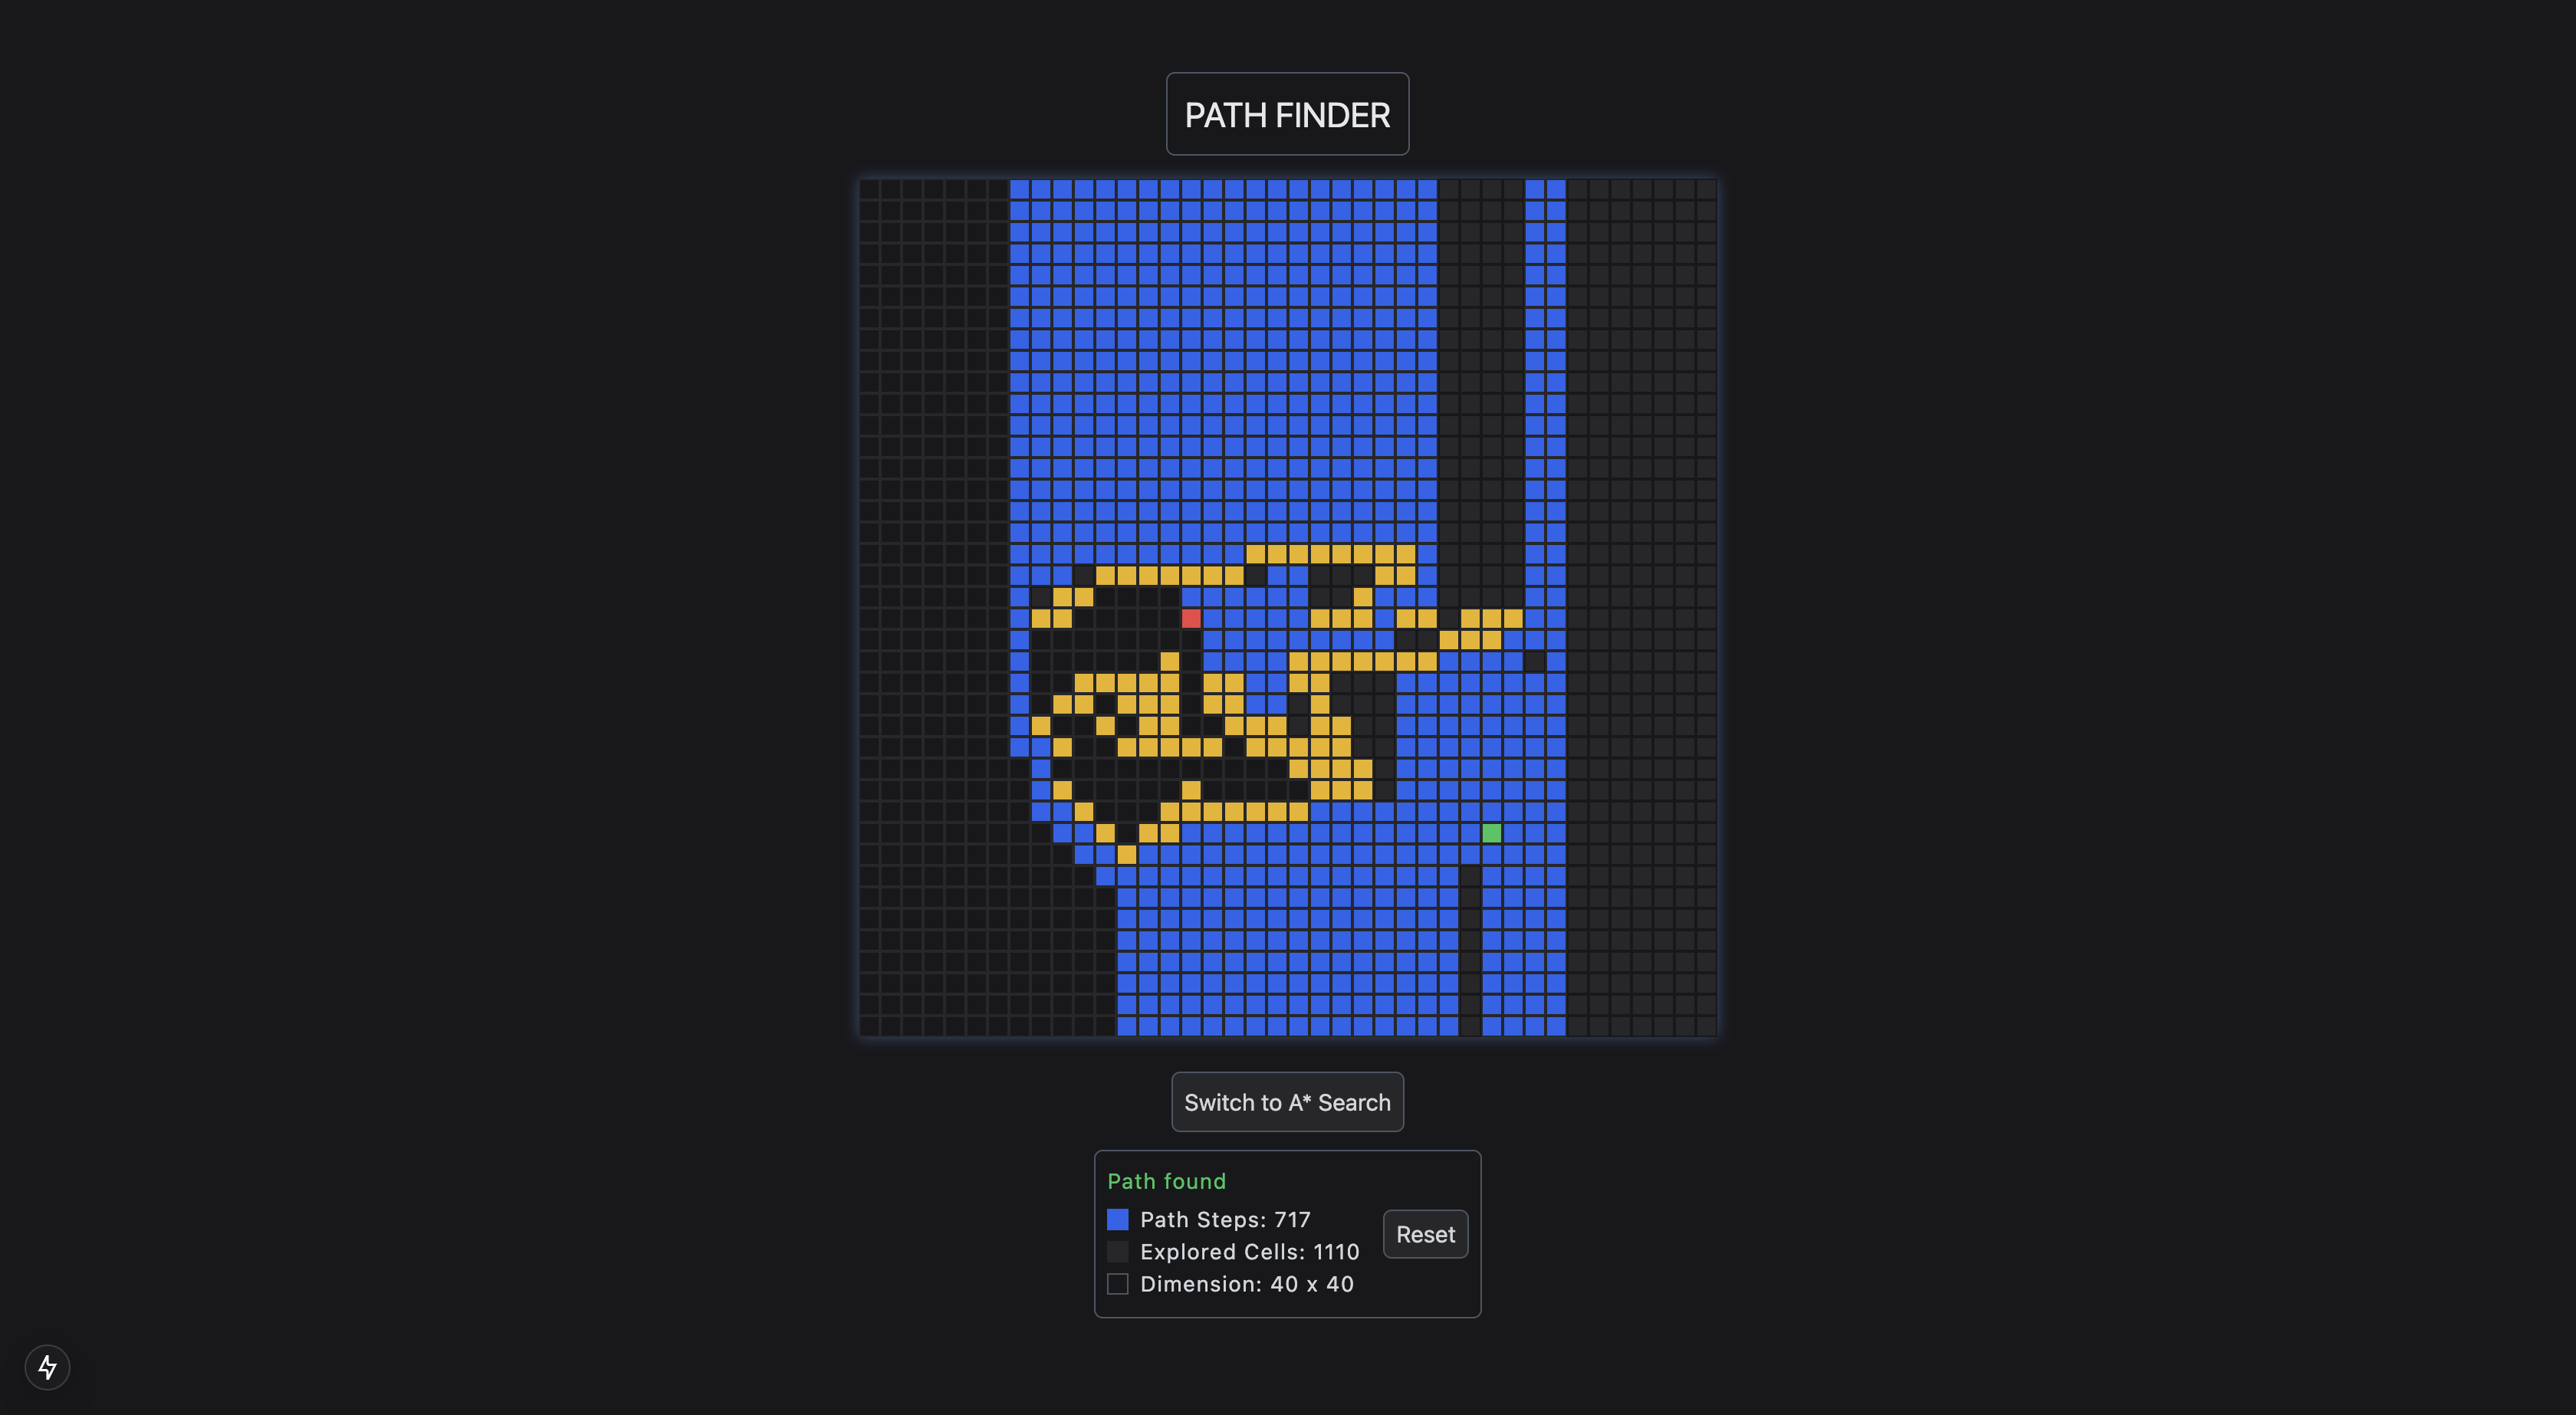 PATH FINDER
Switch to A* Search
Path found
Path Steps: 717
Explored Cells: 1110
Dimension: 40 x 40
Reset